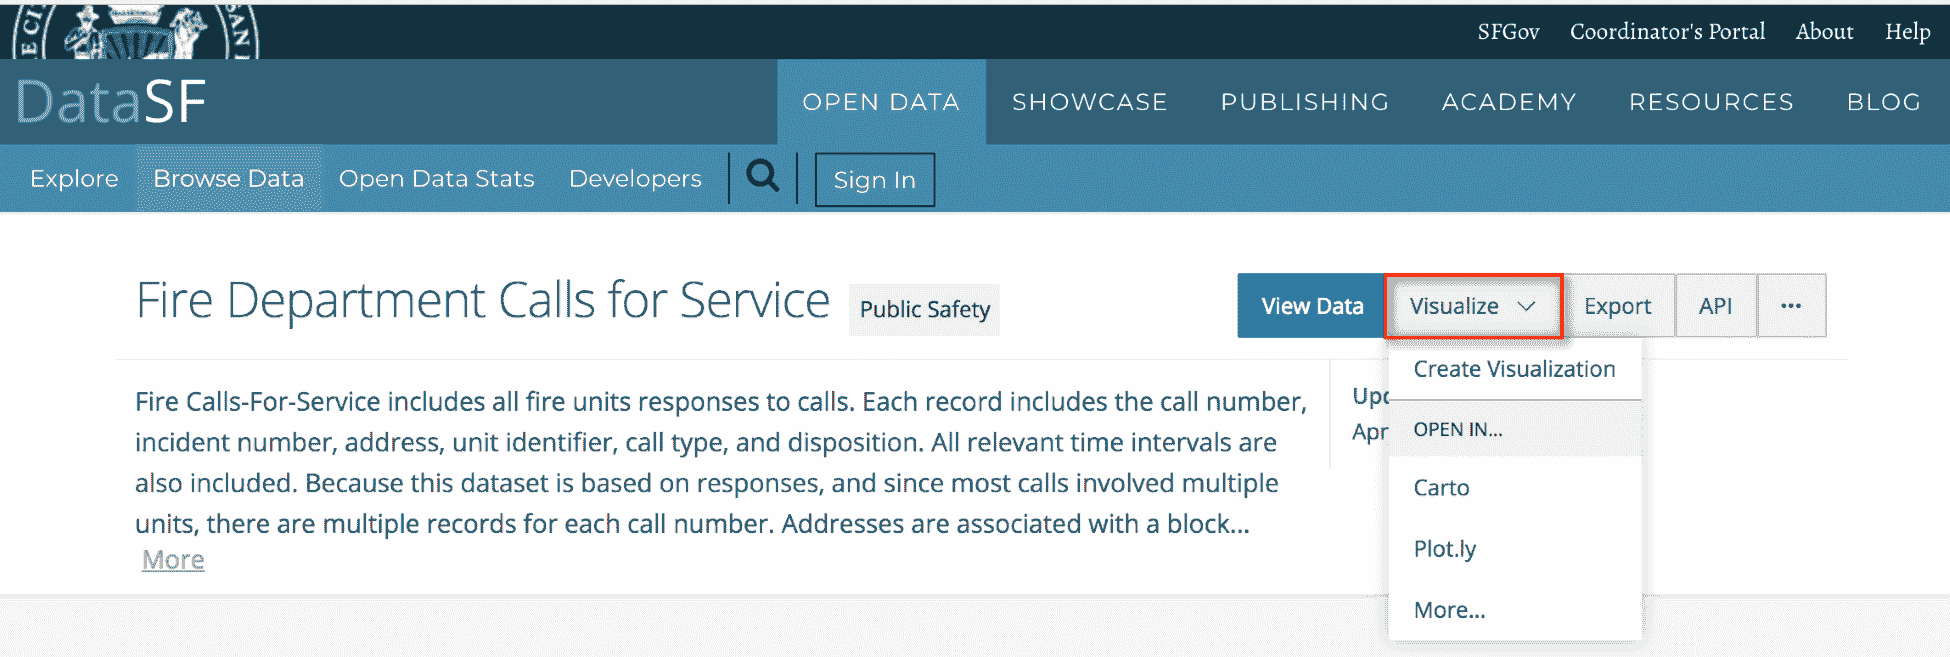 SFGov Coordinator's Portal About Help
DataSF
OPEN DATA SHOWCASE PUBLISHING ACADEMY RESOURCES BLOG
Explore Browse Data Open Data Stats Developers Sign In
Fire Department Calls for Service Public Safety
View Data Visualize Export API ...
Create Visualization
OPEN IN...
Carto
Plot.ly
More...
Fire Calls-For-Service includes all fire units responses to calls. Each record includes the call number,
incident number, address, unit identifier, call type, and disposition. All relevant time intervals are
also included. Because this dataset is based on responses, and since most calls involved multiple
units, there are multiple records for each call number. Addresses are associated with a block...
More
Apr